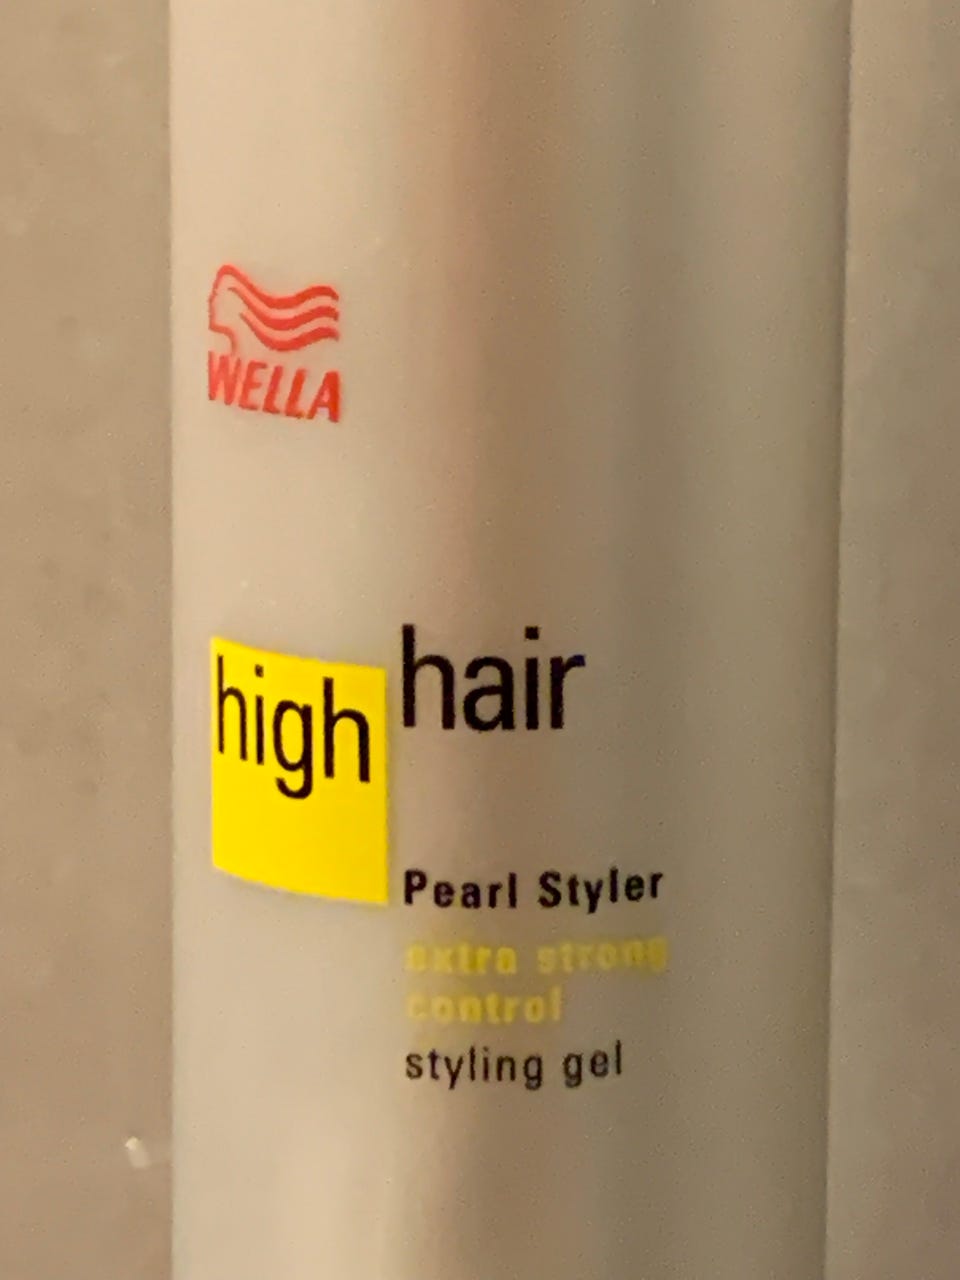 WELLA
high hair
Pearl Styler
extra strong
control
styling gel